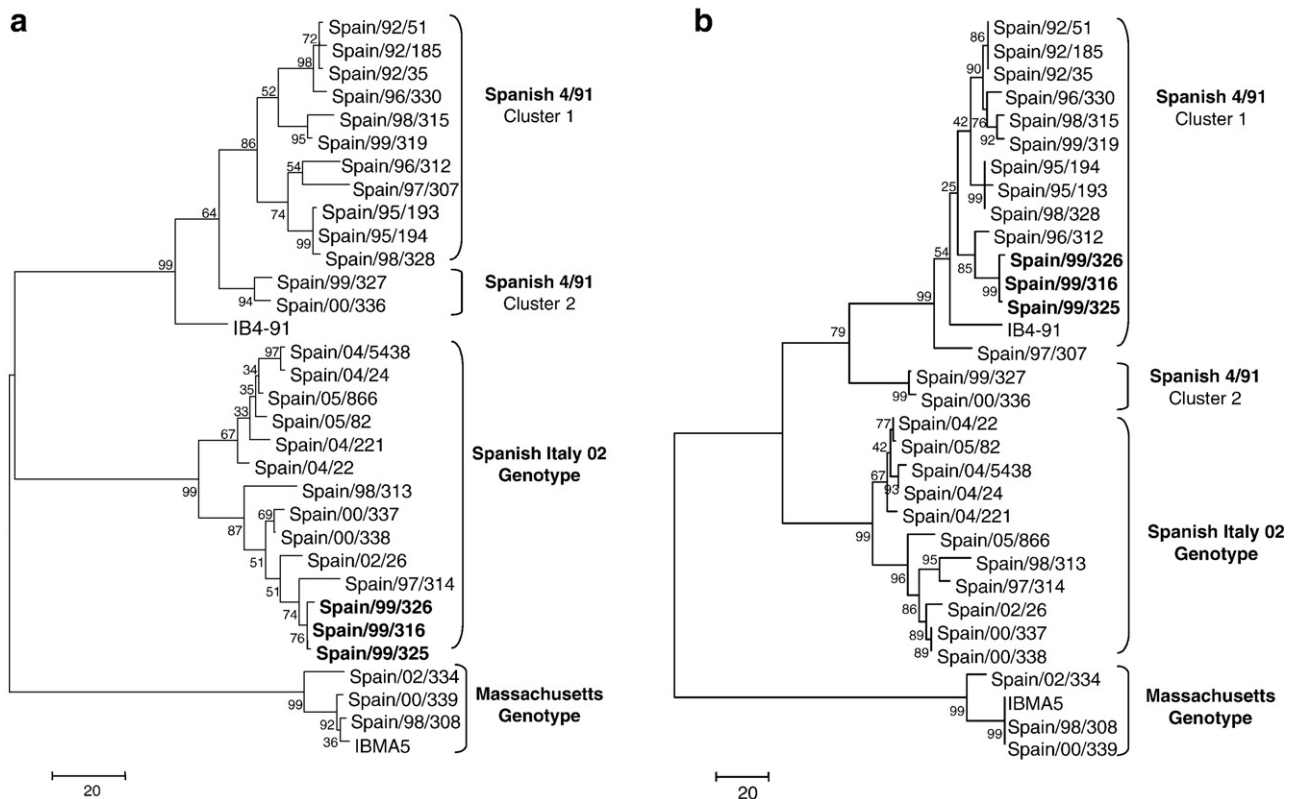 a
Spain/92/51
72
Spain/92/185
98
Spain/92/35
52
Spain/96/330
Spanish 4/91
Cluster 1
Spain/98/315
95
Spain/99/319
86
54
Spain/96/312
Spain/97/307
74
Spain/95/193
64
Spain/95/194
99
Spain/98/328
99
Spain/99/327
Spanish 4/91
Cluster 2
94
Spain/00/336
IB4-91
97
Spain/04/5438
34
Spain/04/24
35
Spain/05/866
33
Spain/05/82
67
Spain/04/221
Spain/04/22
Spanish Italy 02
Genotype
99
Spain/98/313
87
69
Spain/00/337
Spain/00/338
51
Spain/02/26
51
Spain/97/314
74
Spain/99/326
Spain/99/316
76
Spain/99/325
Spain/02/334
99
Spain/00/339
Massachusetts
Genotype
92
Spain/98/308
36
IBMA5
20
b
Spain/92/51
86
Spain/92/185
90
Spain/92/35
Spain/96/330
Spanish 4/91
Cluster 1
42
76
Spain/98/315
92
Spain/99/319
Spain/95/194
25
Spain/95/193
99
Spain/98/328
Spain/96/312
54
85
Spain/99/326
Spain/99/316
99
Spain/99/325
99
IB4-91
79
Spain/97/307
Spain/99/327
Spanish 4/91
Cluster 2
99
Spain/00/336
77
Spain/04/22
42
Spain/05/82
67
Spain/04/5438
93
Spain/04/24
Spain/04/221
99
Spain/05/866
Spanish Italy 02
Genotype
96
95
Spain/98/313
Spain/97/314
86
Spain/02/26
89
Spain/00/337
89
Spain/00/338
Spain/02/334
99
IBMA5
Massachusetts
Genotype
99
Spain/98/308
Spain/00/339
20